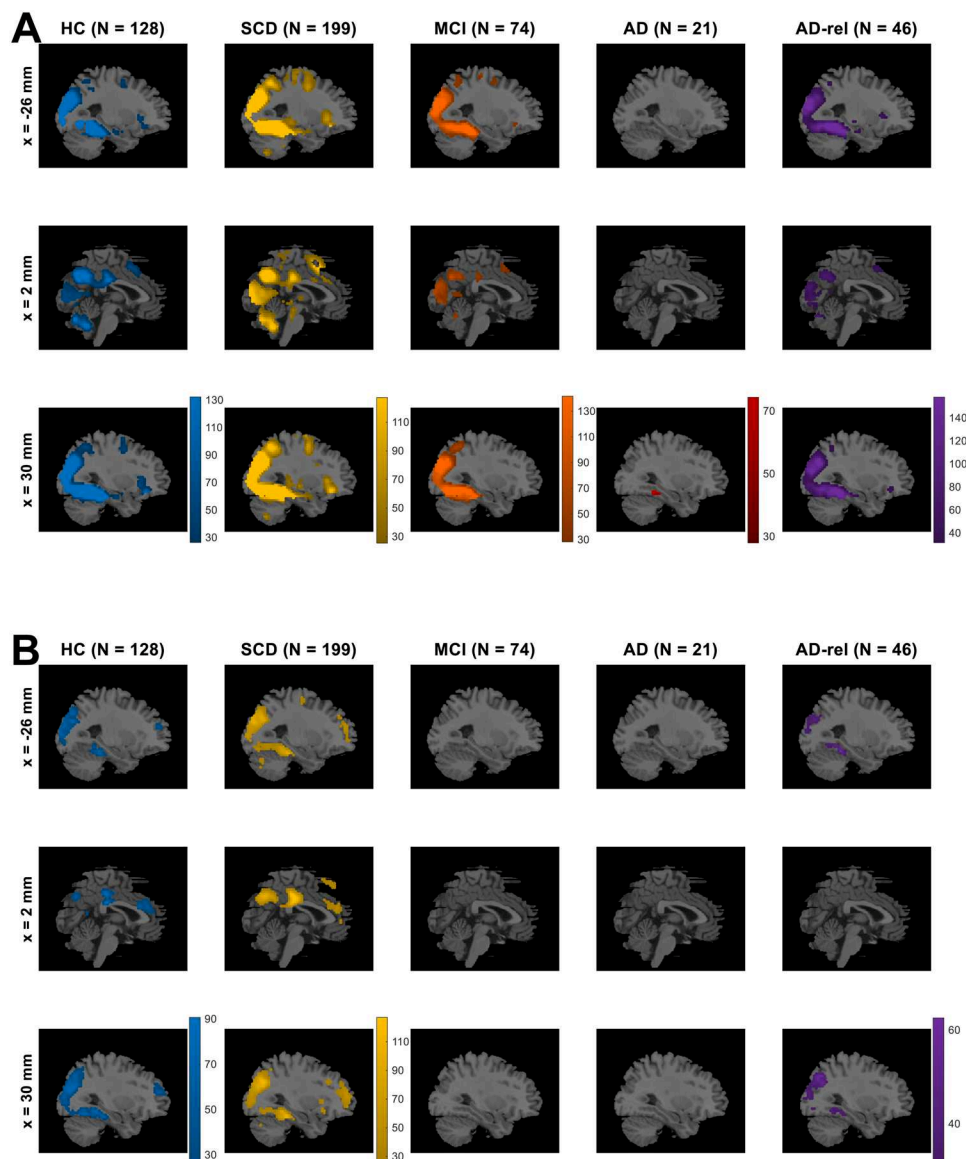 A
HC (N = 128) SCD (N = 199) MCI (N = 74) AD (N = 21) AD-rel (N = 46)
x = -26 mm
x = 2 mm
x = 30 mm
130 110 90 70 50 30
110 90 70 50 30
130 110 90 70 50 30
70 50 30
140 120 100 80 60 40
B
HC (N = 128) SCD (N = 199) MCI (N = 74) AD (N = 21) AD-rel (N = 46)
x = -26 mm
x = 2 mm
x = 30 mm
90 70 50 30
110 90 70 50 30
60 40